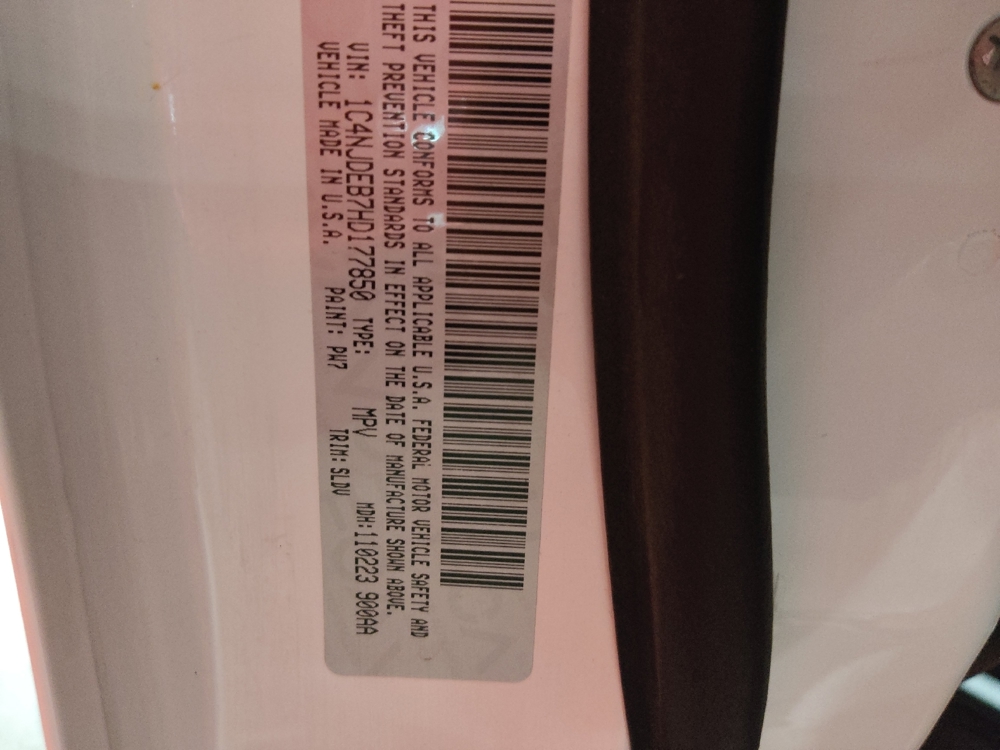 THIS VEHICLE CONFORMS TO ALL APPLICABLE U.S.A. FEDERAL MOTOR VEHICLE SAFETY AND
THEFT PREVENTION STANDARDS IN EFFECT ON THE DATE OF MANUFACTURE SHOWN ABOVE.
VIN: 1C4NJDEB7HD177850 TYPE: MPV MDH:110223 900AA
VEHICLE MADE IN U.S.A. PAINT: PW7 TRIM: SLDV